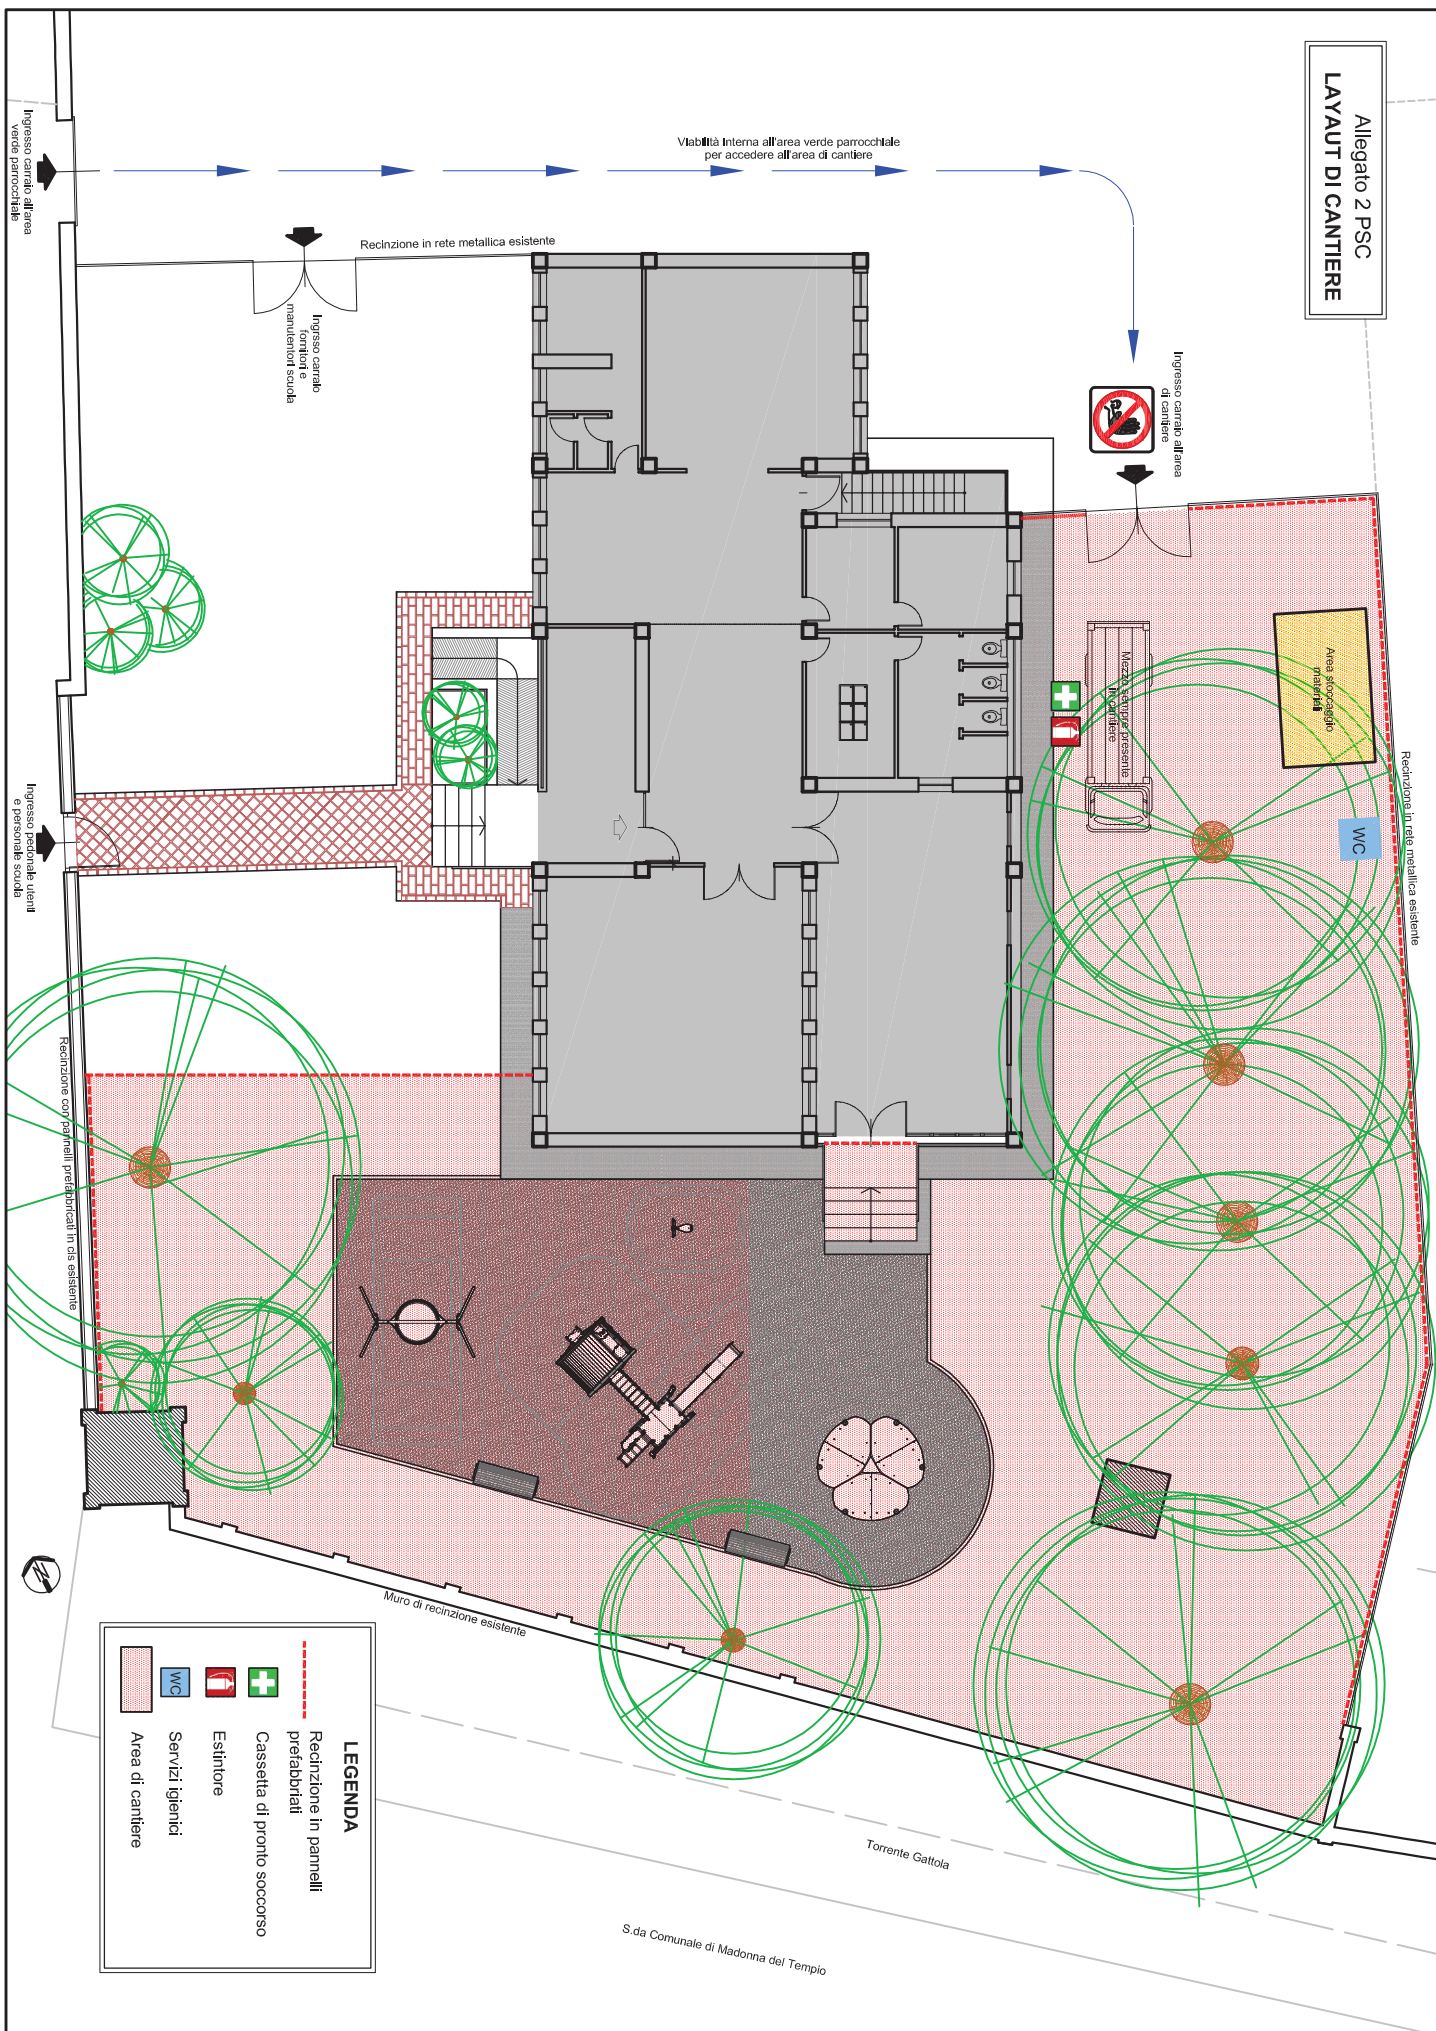 Allegato 2 PSC
LAYAUT DI CANTIERE
Ingresso carraio all'area
verde parrocchiale
Viabilità interna all'area verde parrocchiale
per accedere all'area di cantiere
Recinzione in rete metallica esistente
Ingrsso carraio
fornitori e
manutentori scuola
Ingresso carraio all'area
di cantiere
Area stoccaggio
materiali
Mezzo sempre presente
in cantiere
WC
Recinzione in rete metallica esistente
Ingresso pedonale utenti
e personale scuola
Recinzione con pannelli prefabbricati in cls esistente
Muro di recinzione esistente
N
LEGENDA
Recinzione in pannelli
prefabbriati
Cassetta di pronto soccorso
Estintore
WC
Servizi igienici
Area di cantiere
Torrente Gattola
S.da Comunale di Madonna del Tempio